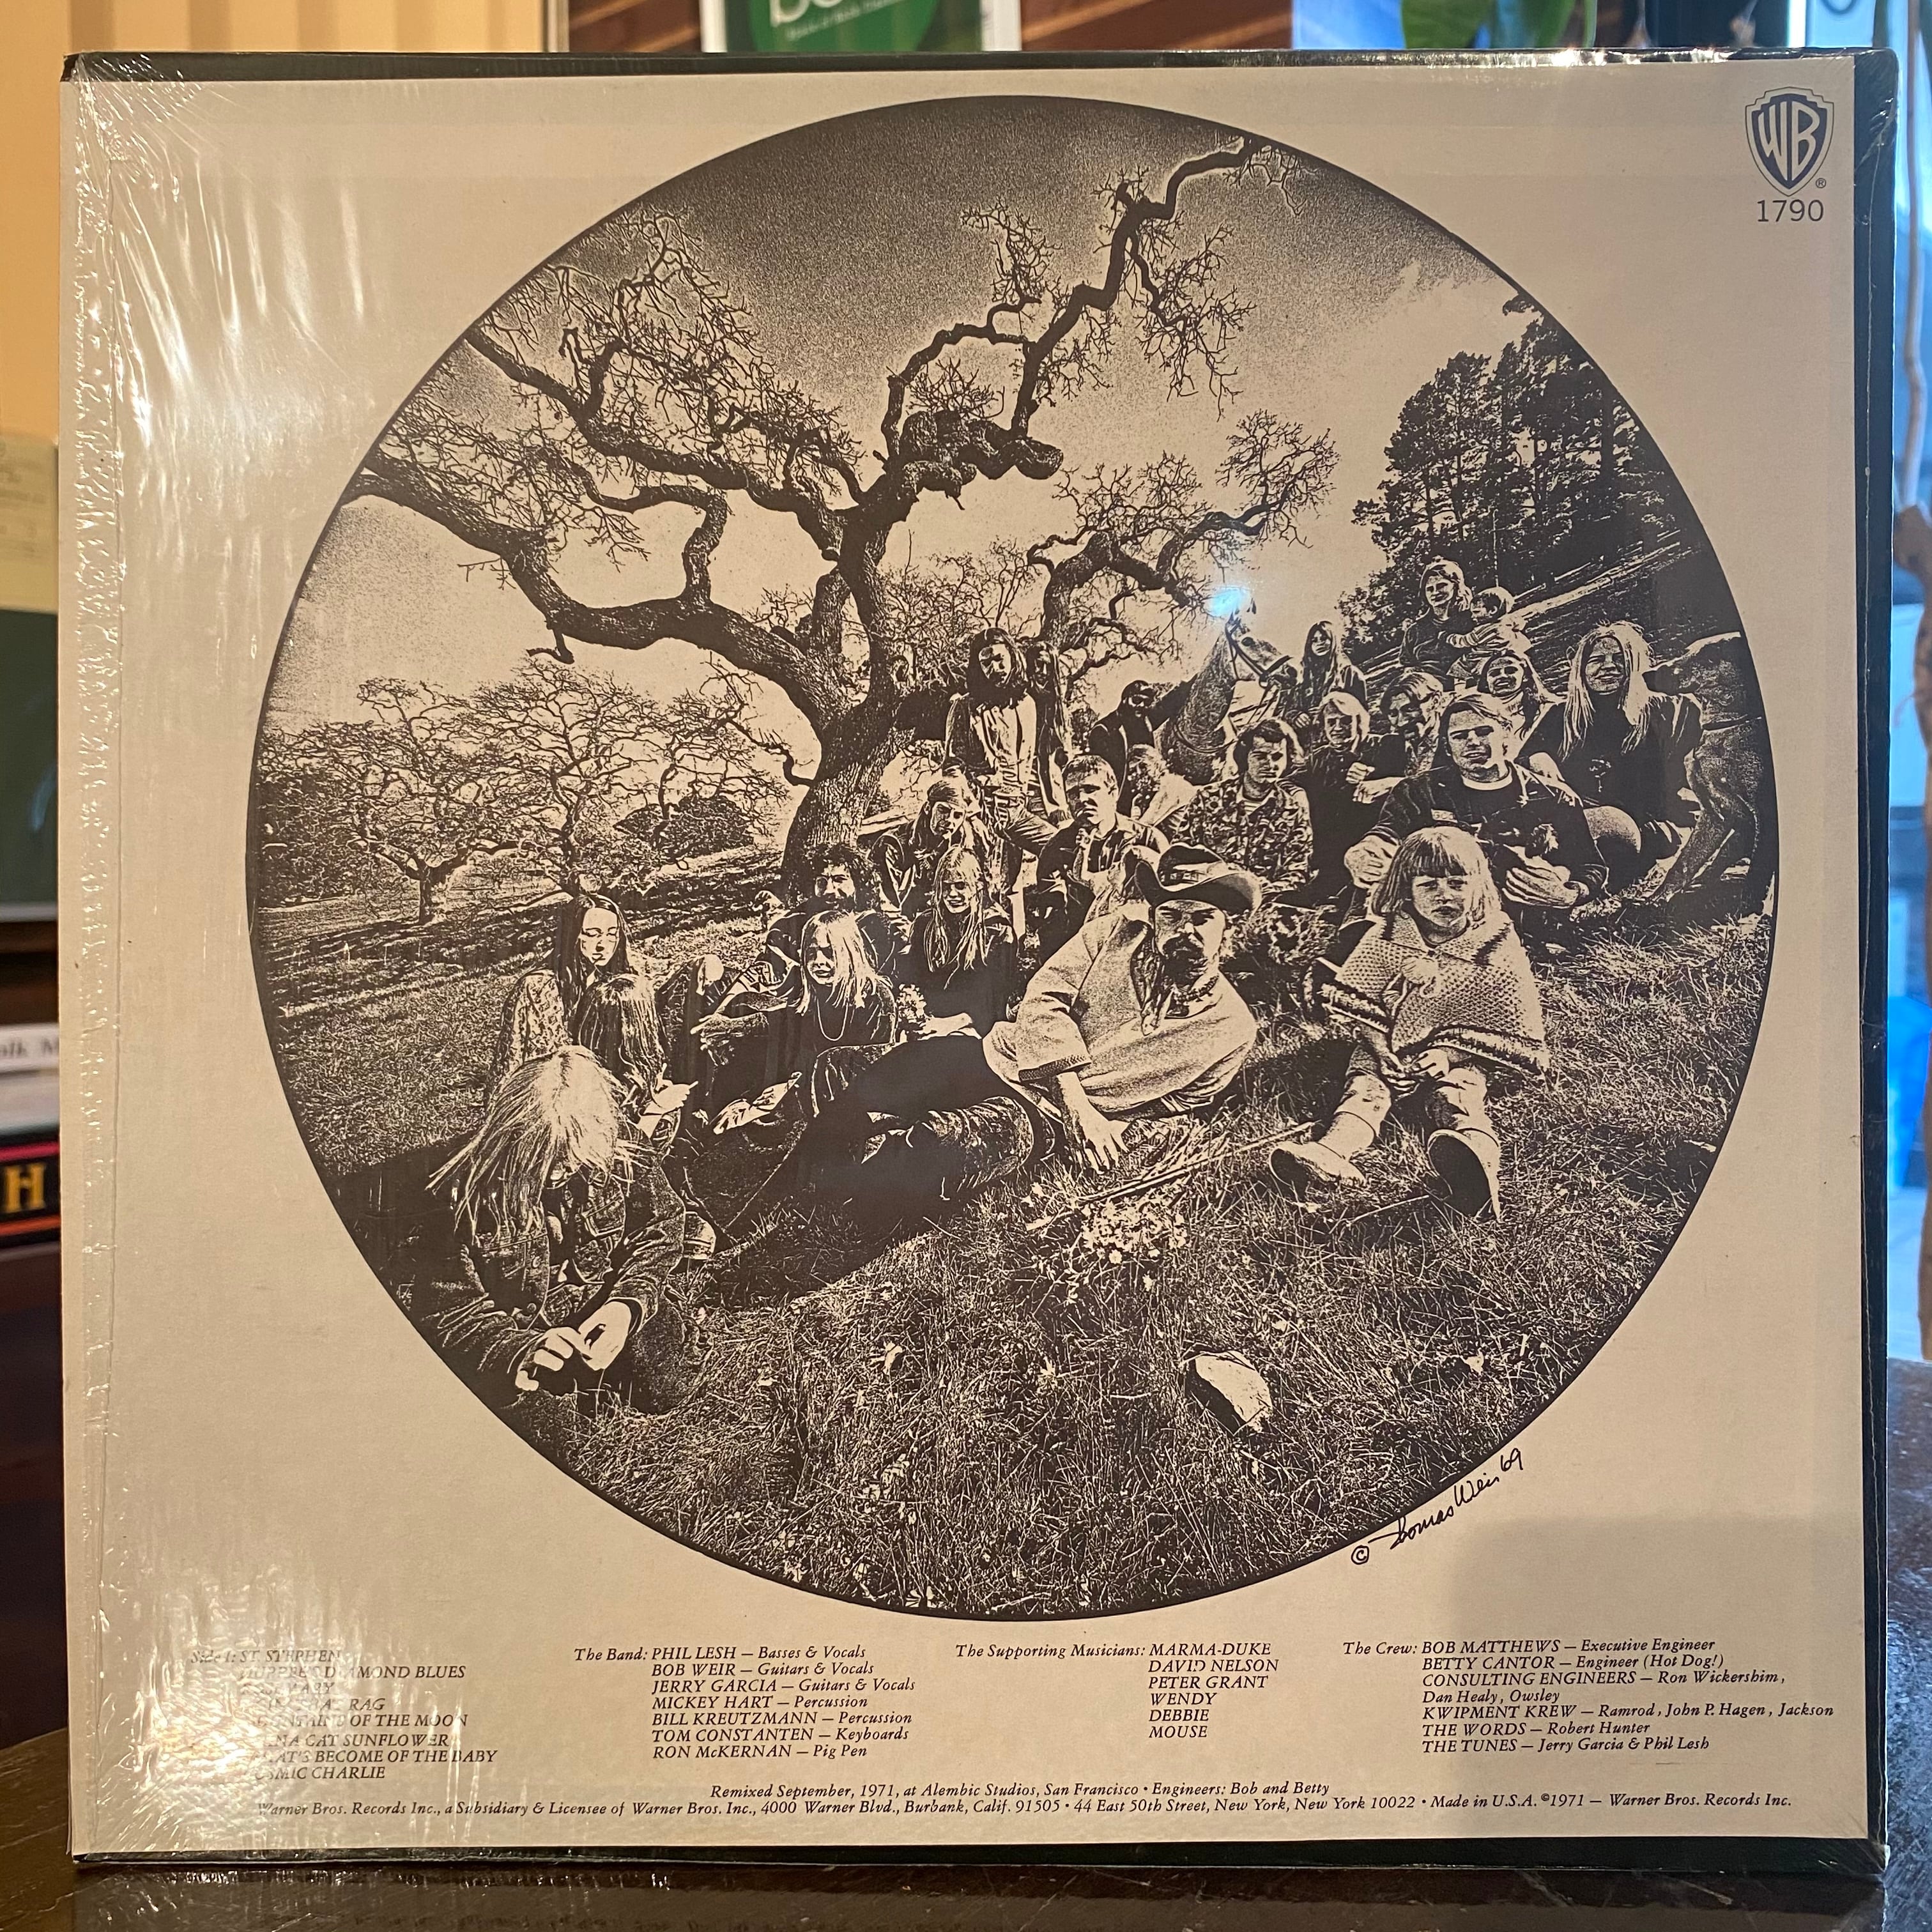 WB
®
1790
H
© Thomas Weir '69
Side 1: ST. STEPHEN
DIAMOND BLUES
RAG
OF THE MOON
CAT SUNFLOWER
BECOME OF THE BABY
CHARLIE
The Band: PHIL LESH — Basses & Vocals
BOB WEIR — Guitars & Vocals
JERRY GARCIA — Guitars & Vocals
MICKEY HART — Percussion
BILL KREUTZMANN — Percussion
TOM CONSTANTEN — Keyboards
RON McKERNAN — Pig Pen
The Supporting Musicians: MARMA-DUKE
DAVID NELSON
PETER GRANT
WENDY
DEBBIE
MOUSE
The Crew: BOB MATTHEWS — Executive Engineer
BETTY CANTOR — Engineer (Hot Dog!)
CONSULTING ENGINEERS — Ron Wickershim,
Dan Healy, Owsley
KWIPMENT KREW — Ramrod, John P. Hagen, Jackson
THE WORDS — Robert Hunter
THE TUNES — Jerry Garcia & Phil Lesh
Remixed September, 1971, at Alembic Studios, San Francisco • Engineers: Bob and Betty
Warner Bros. Records Inc., a Subsidiary & Licensee of Warner Bros. Inc., 4000 Warner Blvd., Burbank, Calif. 91505 • 44 East 50th Street, New York, New York 10022 • Made in U.S.A. ©1971 — Warner Bros. Records Inc.